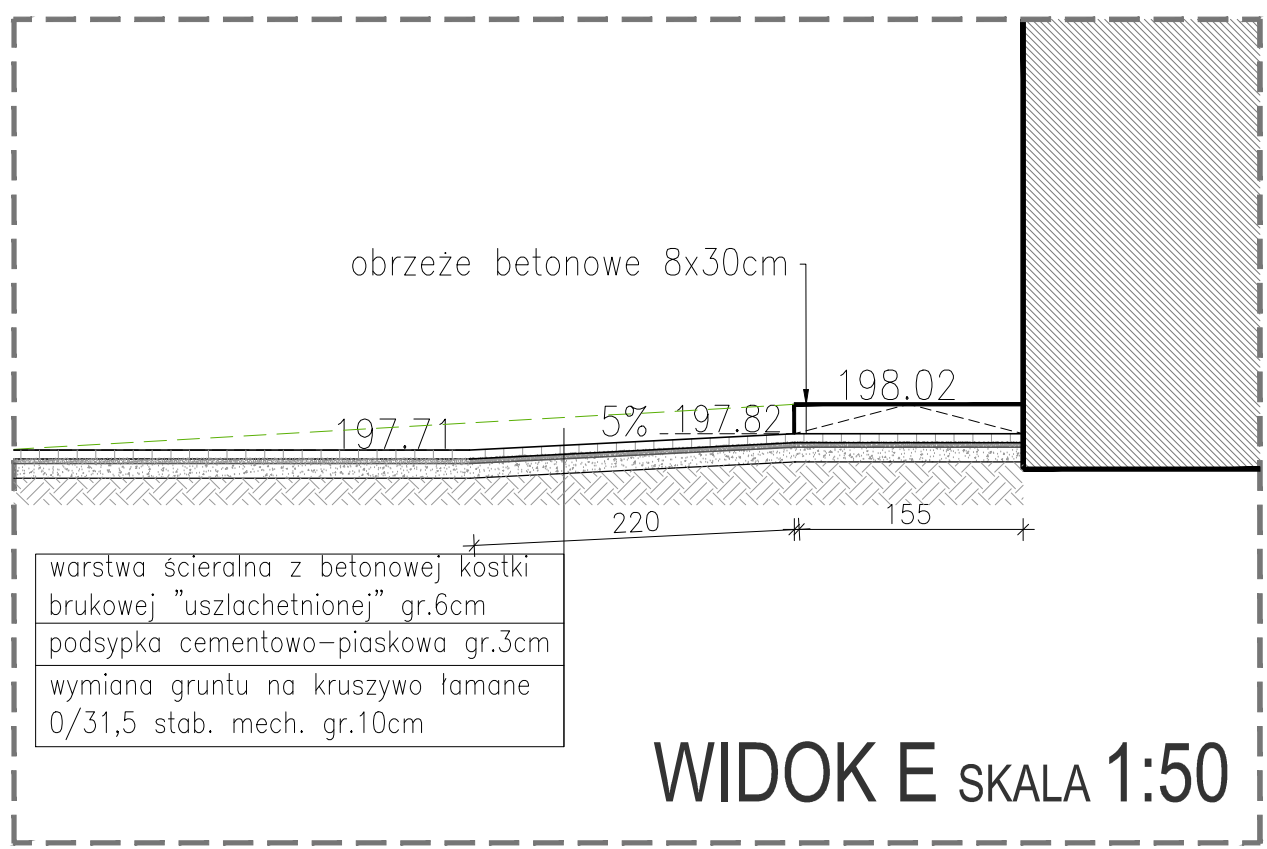 obrzeże betonowe 8x30cm
198.02
197.71
5%
197.82
220
155
warstwa ścieralna z betonowej kostki
brukowej "uszlachetnionej" gr.6cm
podsypka cementowo-piaskowa gr.3cm
wymiana gruntu na kruszywo łamane
0/31,5 stab. mech. gr.10cm
WIDOK E SKALA 1:50